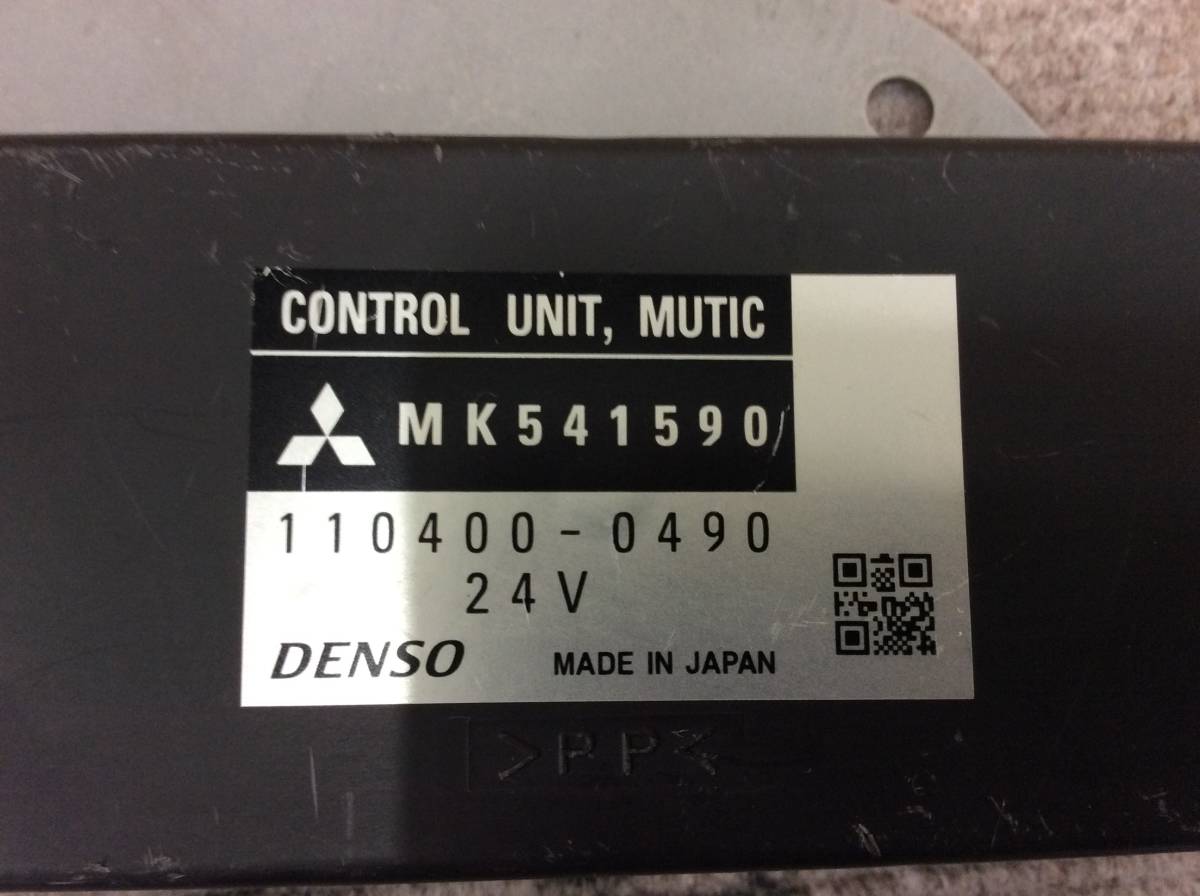 CONTROL UNIT, MUTIC
MK541590
110400-0490
24V
DENSO MADE IN JAPAN
>PP<